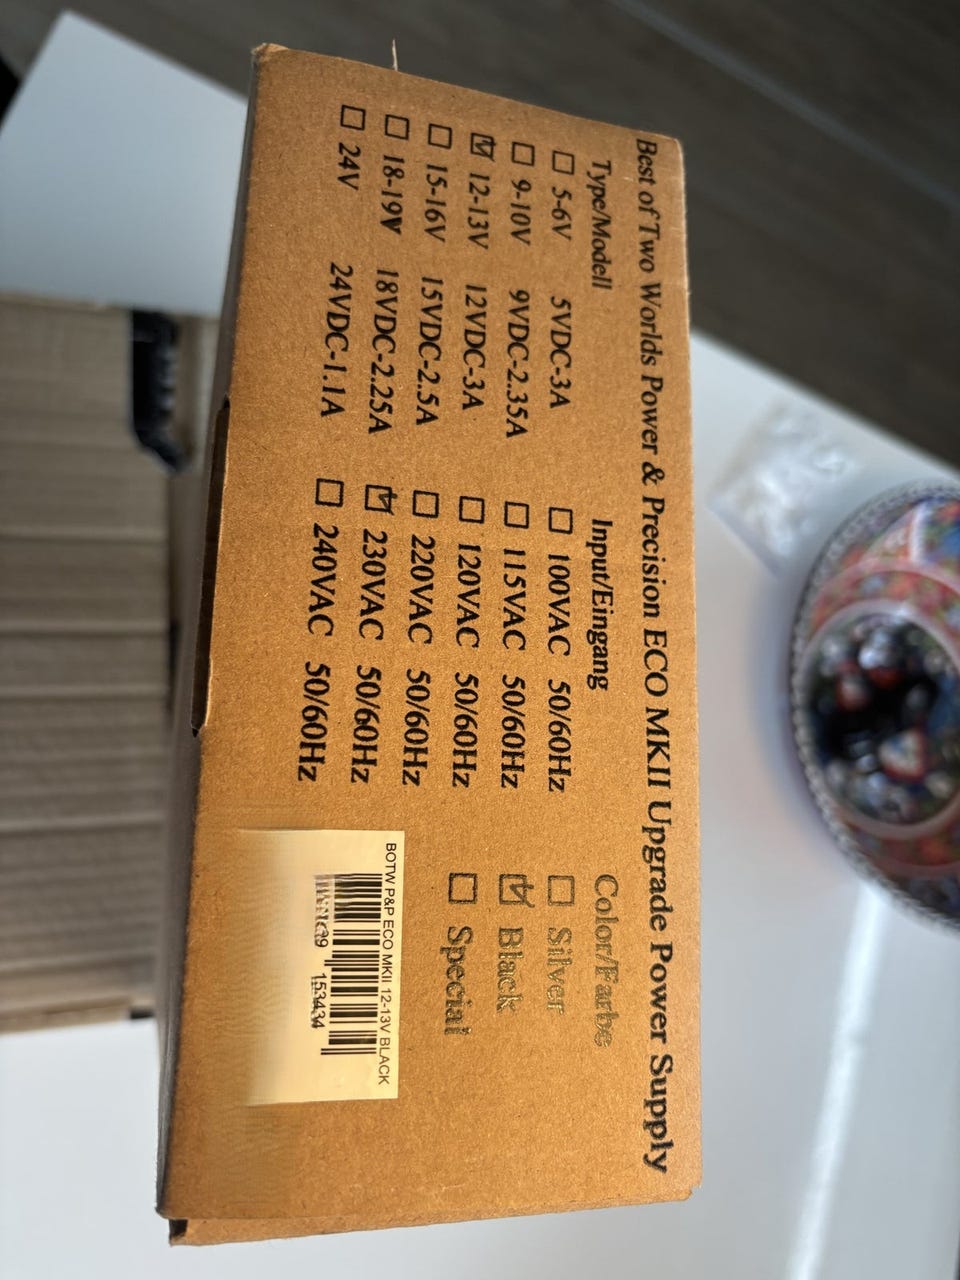 Best of Two Worlds Power & Precision ECO MKII Upgrade Power Supply
Type/Modell
5-6V 5VDC-3A
9-10V 9VDC-2.35A
12-13V 12VDC-3A
15-16V 15VDC-2.5A
18-19V 18VDC-2.25A
24V 24VDC-1.1A
Input/Eingang
100VAC 50/60Hz
115VAC 50/60Hz
120VAC 50/60Hz
220VAC 50/60Hz
230VAC 50/60Hz
240VAC 50/60Hz
Color/Farbe
Silver
Black
Special
BOTW P&P ECO MKII 12-13V BLACK
153434